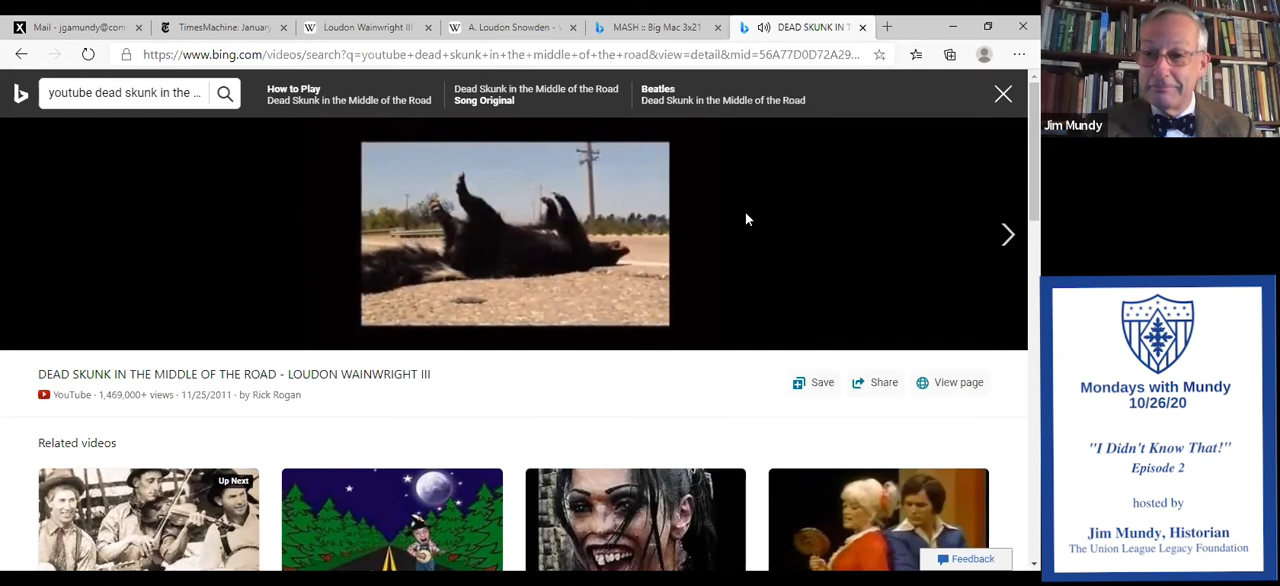 Mail - jgamundy@com
TimesMachine: Januar
Loudon Wainwright III
A. Loudon Snowden -
MASH :: Big Mac 3x21
DEAD SKUNK IN T
https://www.bing.com/videos/search?q=youtube+dead+skunk+in+the+middle+of+the+road&view=detail&mid=56A77D0D72A29...
youtube dead skunk in the ...
How to Play
Dead Skunk in the Middle of the Road
Dead Skunk in the Middle of the Road
Song Original
Beatles
Dead Skunk in the Middle of the Road
Jim Mundy
DEAD SKUNK IN THE MIDDLE OF THE ROAD - LOUDON WAINWRIGHT III
YouTube · 1,469,000+ views · 11/25/2011 · by Rick Rogan
Save
Share
View page
Related videos
Up Next
Feedback
Mondays with Mundy
10/26/20
"I Didn't Know That!"
Episode 2
hosted by
Jim Mundy, Historian
The Union League Legacy Foundation